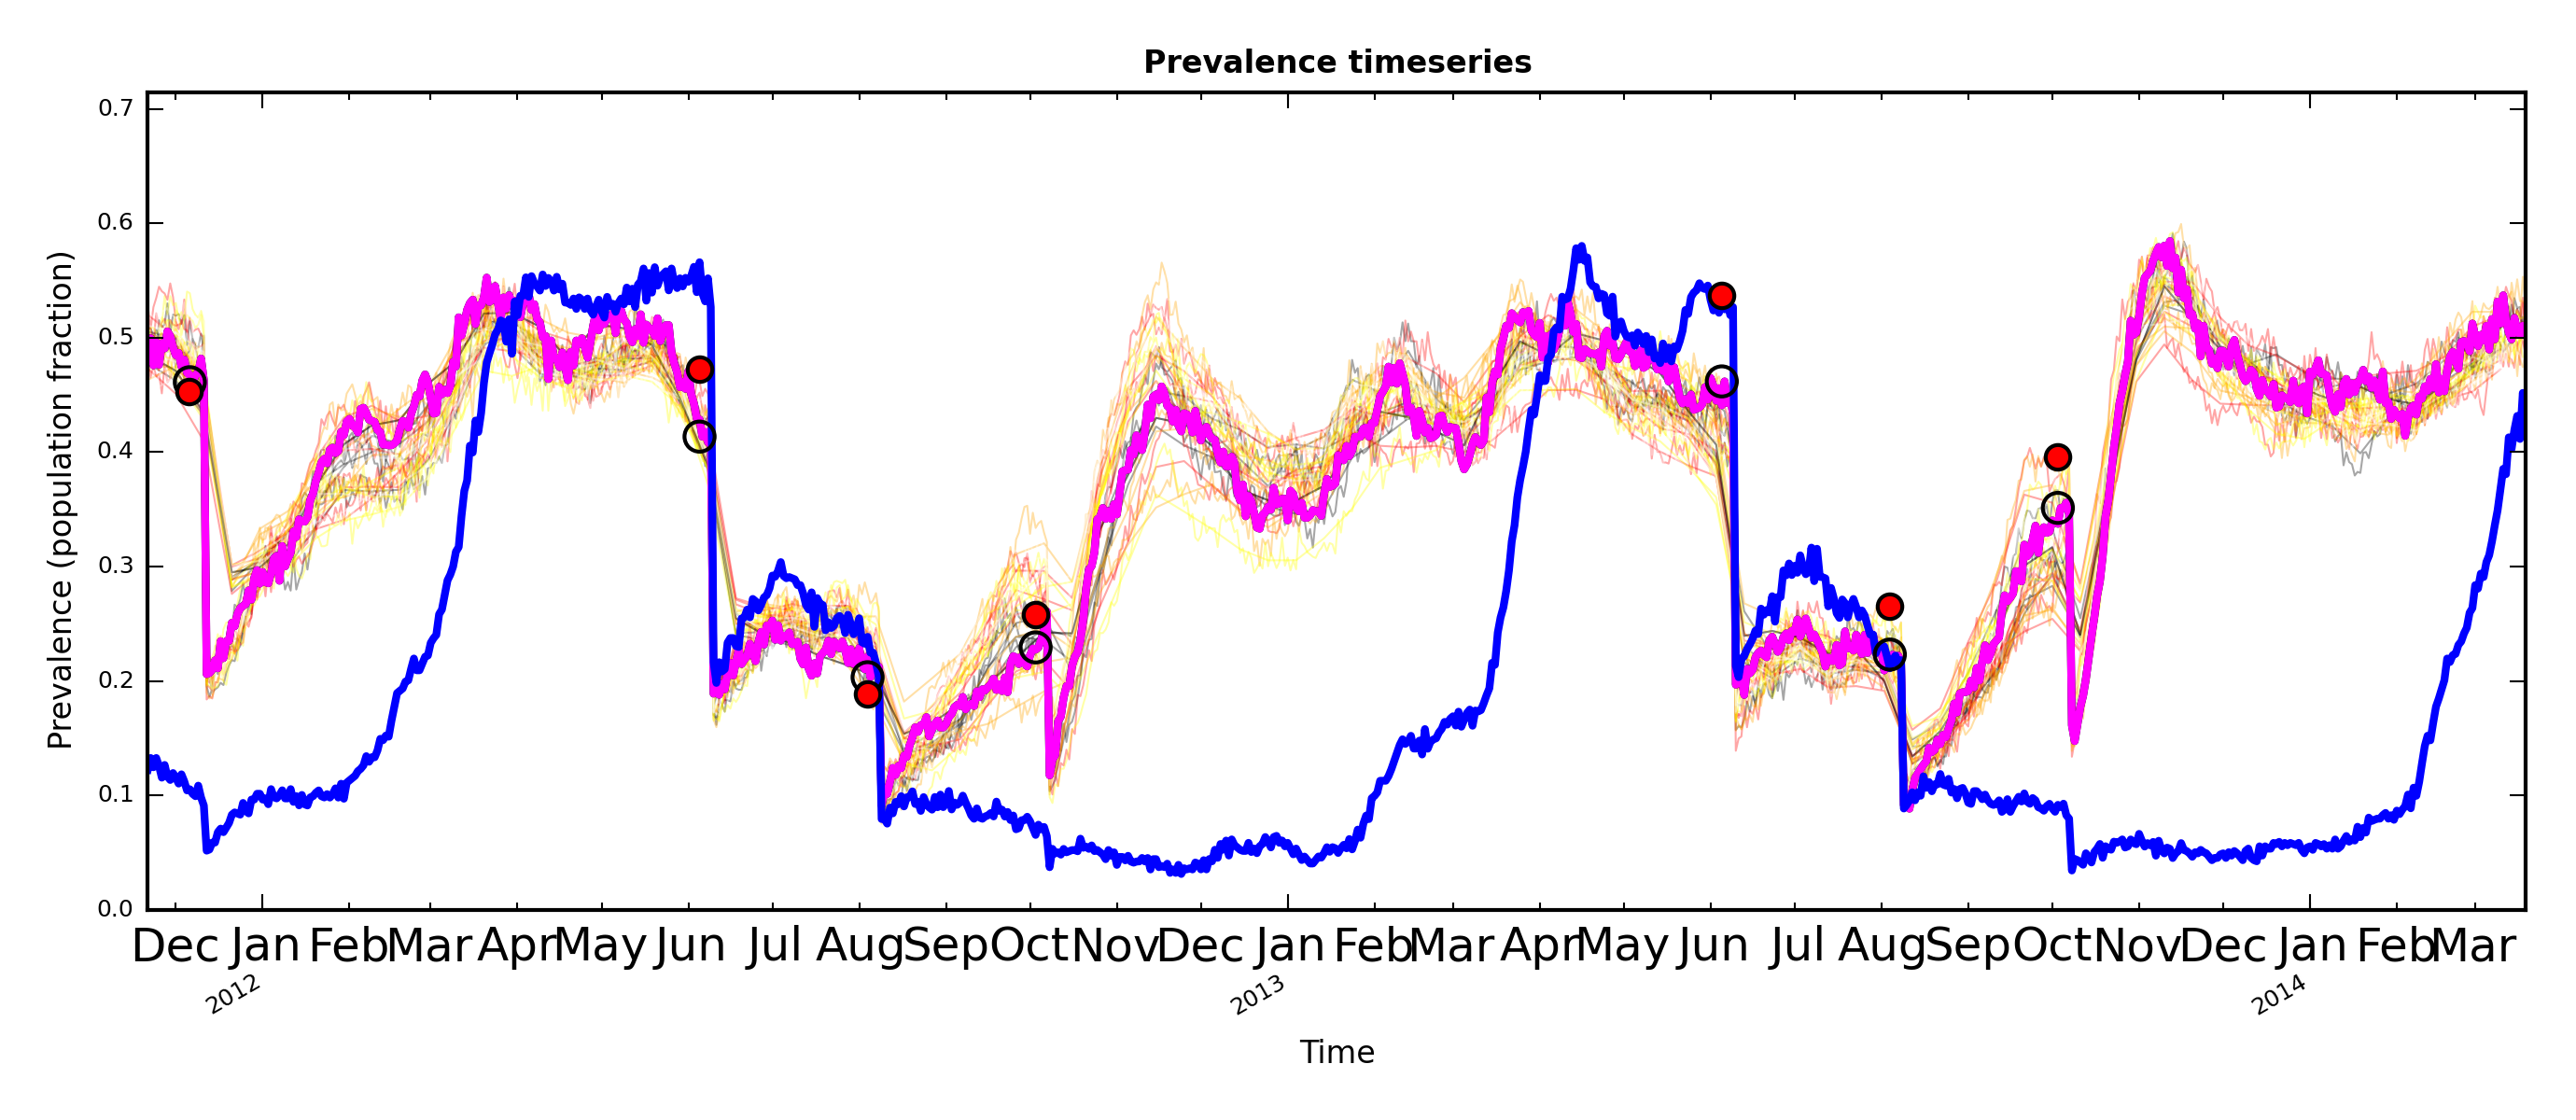 Prevalence timeseries
Prevalence (population fraction)
0.7
0.6
0.5
0.4
0.3
0.2
0.1
0.0
Dec Jan Feb Mar Apr May Jun Jul Aug Sep Oct Nov Dec Jan Feb Mar Apr May Jun Jul Aug Sep Oct Nov Dec Jan Feb Mar
2012 2013 2014
Time